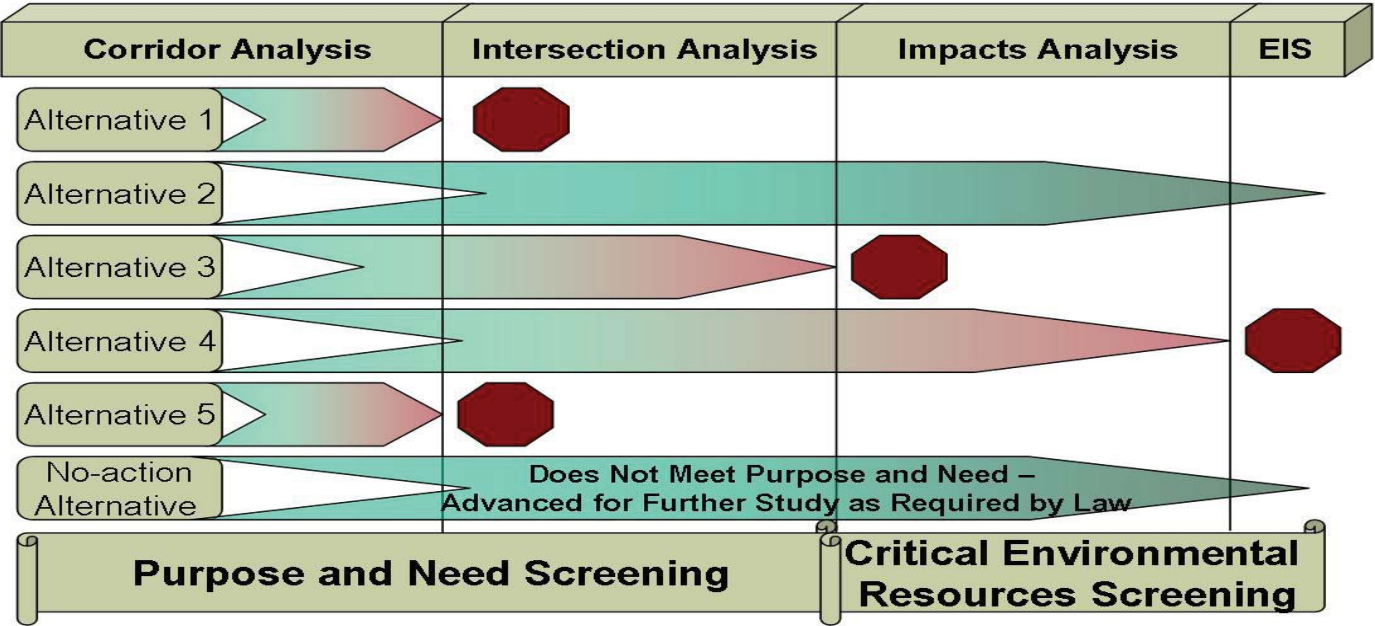 Corridor Analysis
Intersection Analysis
Impacts Analysis
EIS
Alternative 1
Alternative 2
Alternative 3
Alternative 4
Alternative 5
No-action
Alternative
Does Not Meet Purpose and Need –
Advanced for Further Study as Required by Law
Purpose and Need Screening
Critical Environmental
Resources Screening